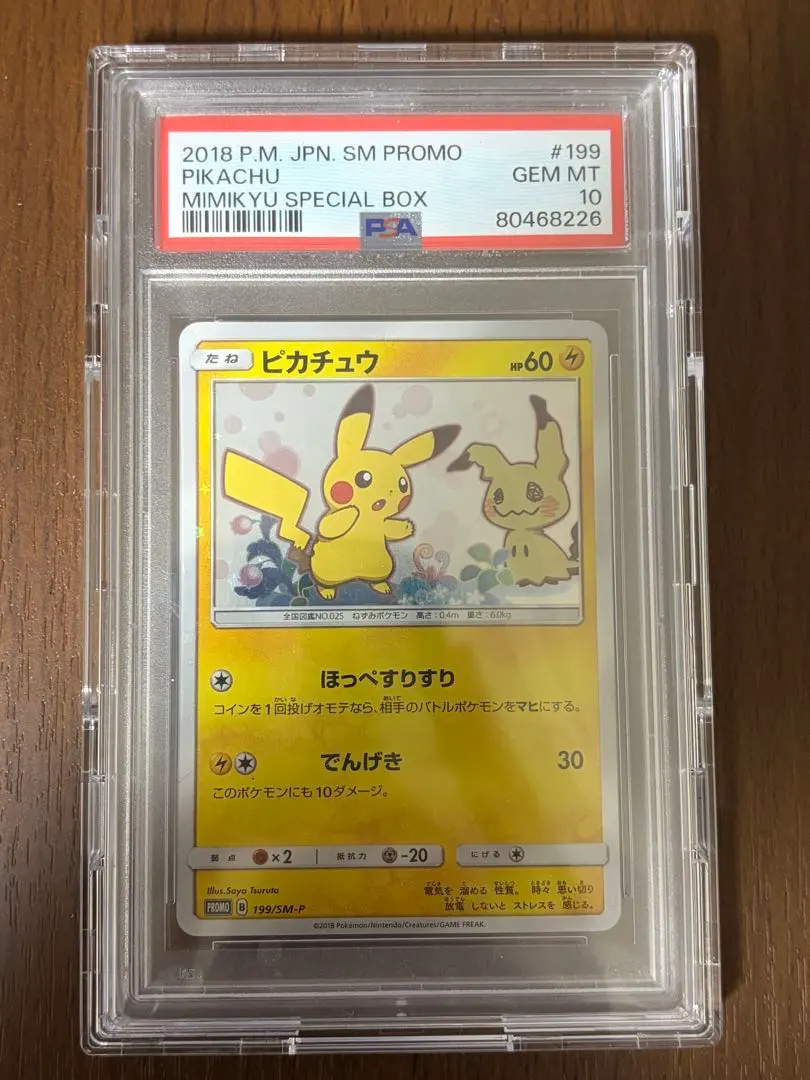 2018 P.M. JPN. SM PROMO #199
PIKACHU GEM MT
MIMIKYU SPECIAL BOX 10
PSA 80468226
たね ピカチュウ HP60
全国図鑑NO.025 ねずみポケモン 高さ:0.4m 重さ:6.0kg
ほっぺすりすり
コインを1回投げオモテなら、相手のバトルポケモンをマヒにする。
でんげき 30
このポケモンにも10ダメージ。
弱点 ×2 抵抗力 -20 にげる
Illus.Saya Tsuruta
電気を 溜める 性質。 時々 思い切り
放電 しないと ストレスを 感じる。
PROMO B 199/SM-P
©2018 Pokémon/Nintendo/Creatures/GAME FREAK.